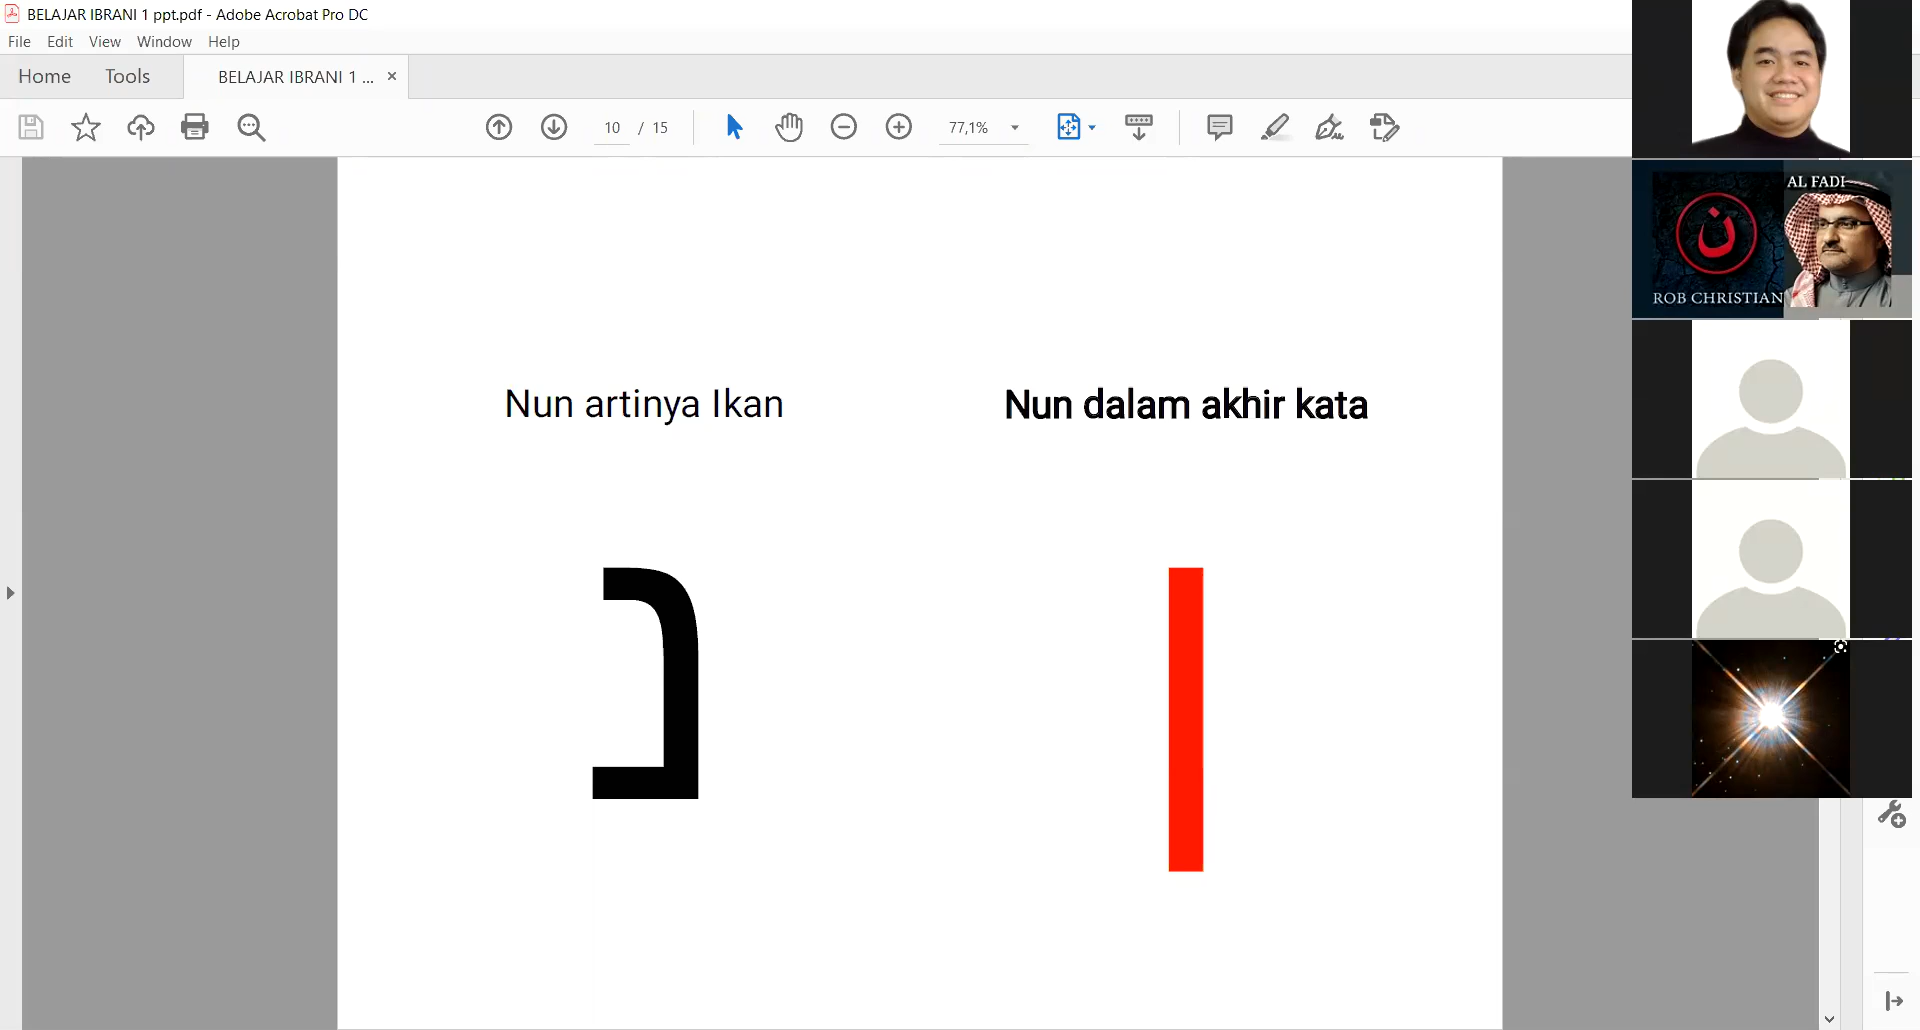 BELAJAR IBRANI 1 ppt.pdf - Adobe Acrobat Pro DC
File Edit View Window Help
Home Tools BELAJAR IBRANI 1 ... ×
10 / 15 77,1%
Nun artinya Ikan
Nun dalam akhir kata
נ
ן
AL FADI
ن
ROB CHRISTIAN